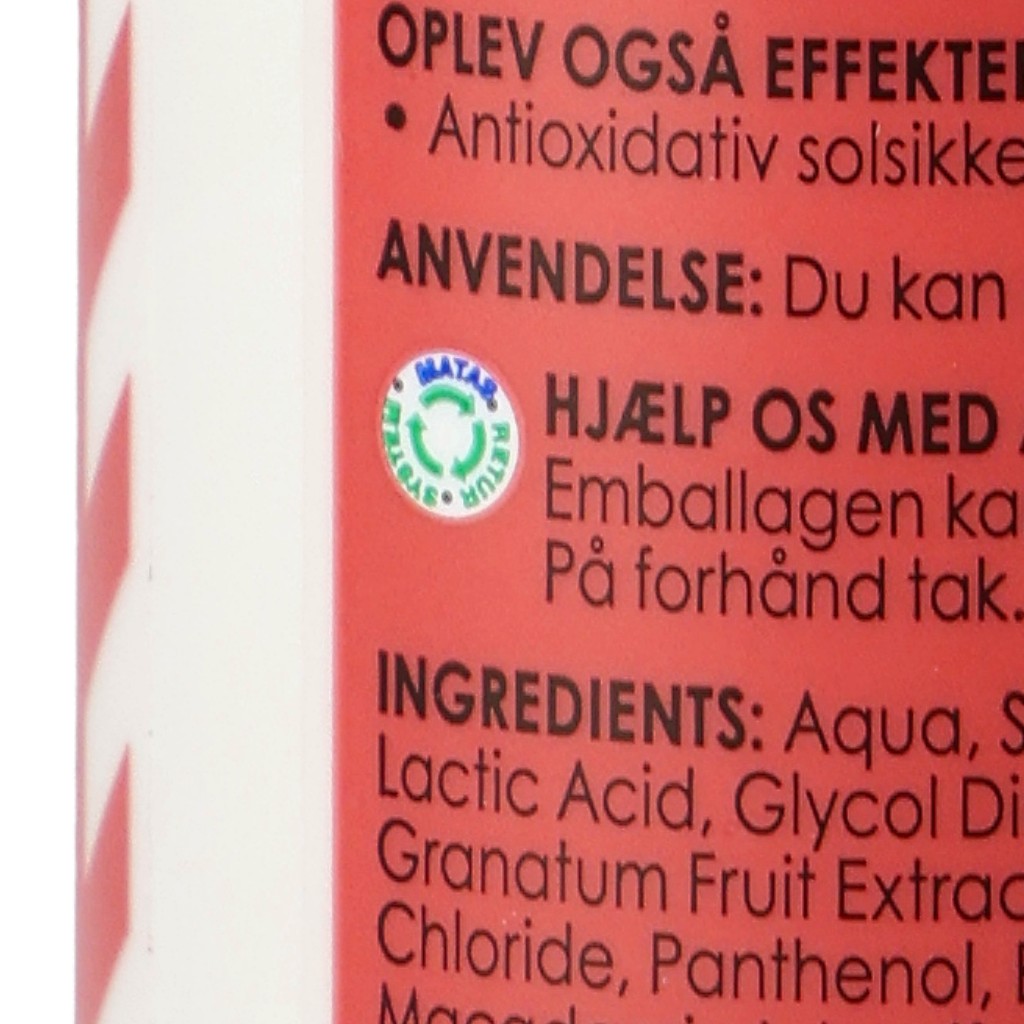 OPLEV OGSÅ EFFEKTE
• Antioxidativ solsikke
ANVENDELSE: Du kan
MATAS RETUR SYSTEM
HJÆLP OS MED
Emballagen ka
På forhånd tak.
INGREDIENTS: Aqua, S
Lactic Acid, Glycol Di
Granatum Fruit Extrac
Chloride, Panthenol,